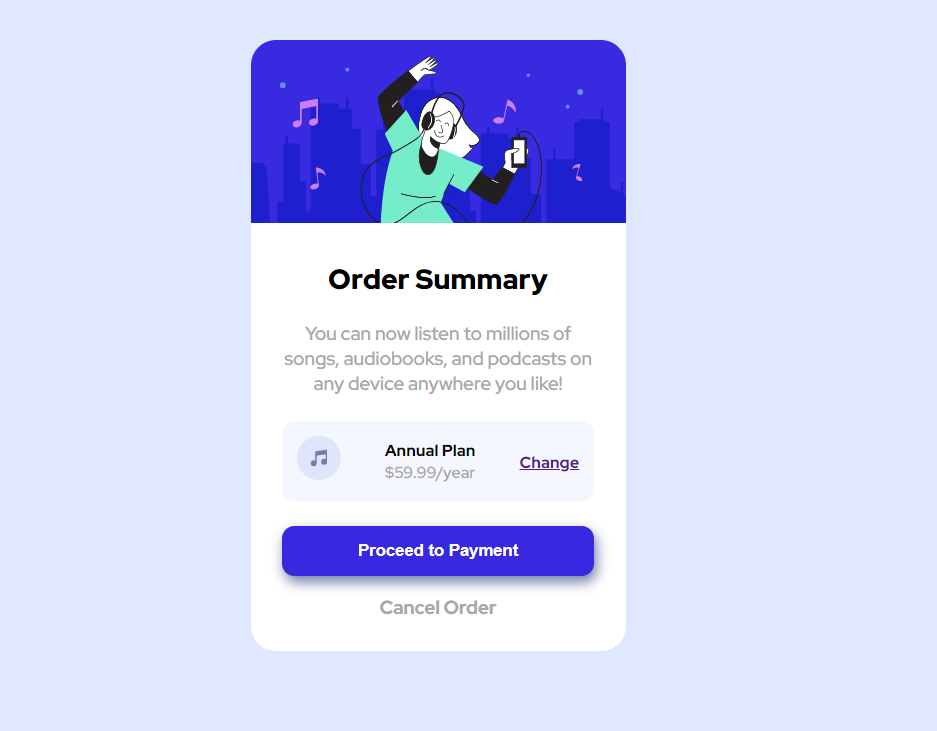 Order Summary
You can now listen to millions of
songs, audiobooks, and podcasts on
any device anywhere you like!
Annual Plan
$59.99/year
Change
Proceed to Payment
Cancel Order